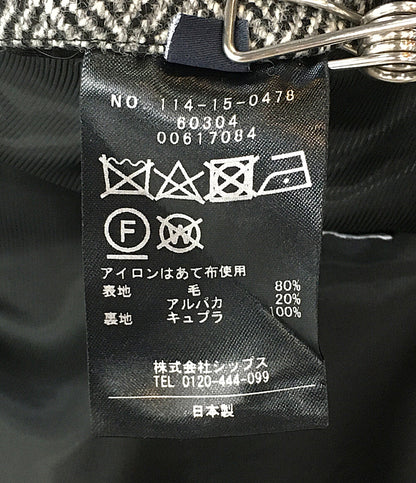 NO. 114-15-0478
60304
00617084
F W
アイロンはあて布使用
表地 毛 80%
アルパカ 20%
裏地 キュプラ 100%
株式会社シップス
TEL 0120-444-099
日本製